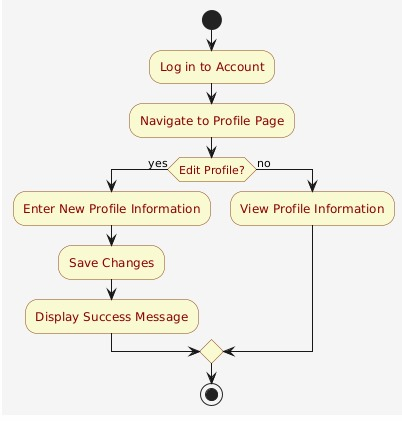 Log in to Account
Navigate to Profile Page
yes
Edit Profile?
no
Enter New Profile Information
View Profile Information
Save Changes
Display Success Message